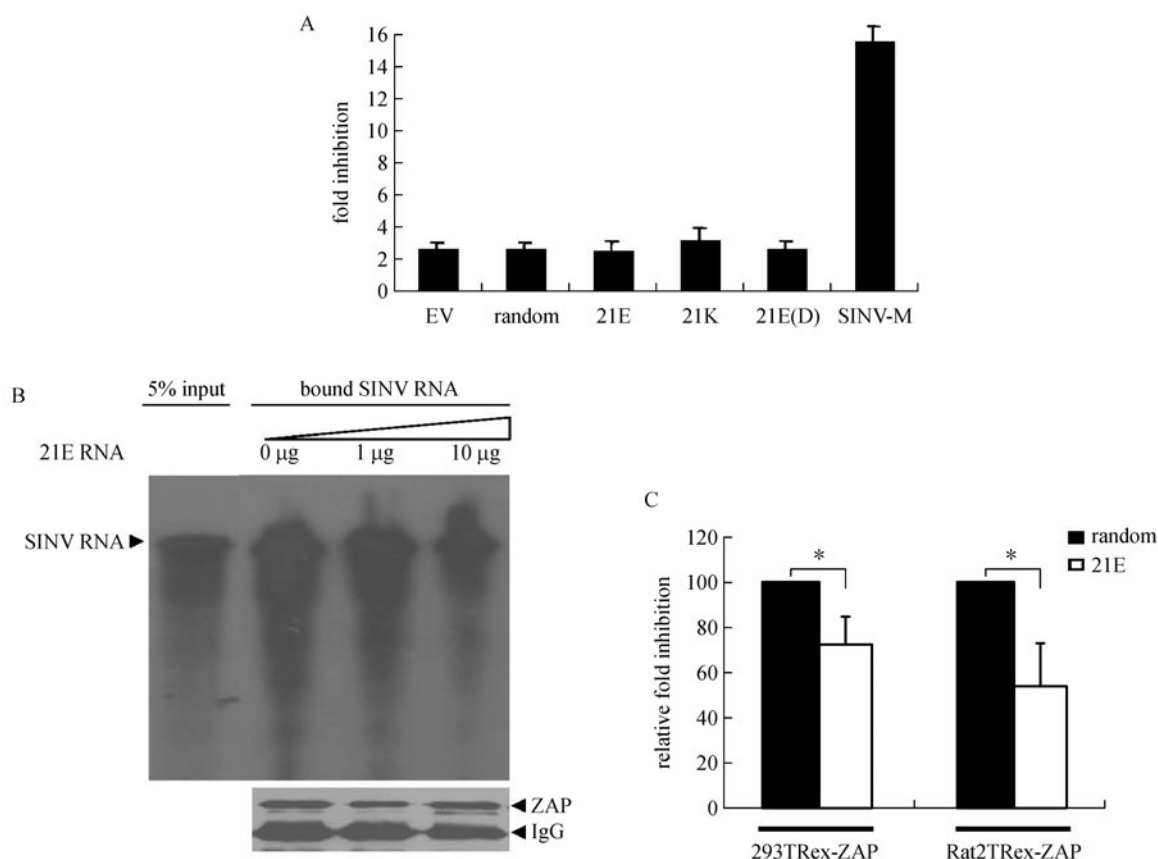 A
16
14
12
10
8
6
4
2
0
fold inhibition
EV random 21E 21K 21E(D) SINV-M
B
5% input bound SINV RNA
21E RNA 0 µg 1 µg 10 µg
SINV RNA
ZAP
IgG
C
120
100
80
60
40
20
0
relative fold inhibition
random
21E
* *
293TRex-ZAP Rat2TRex-ZAP